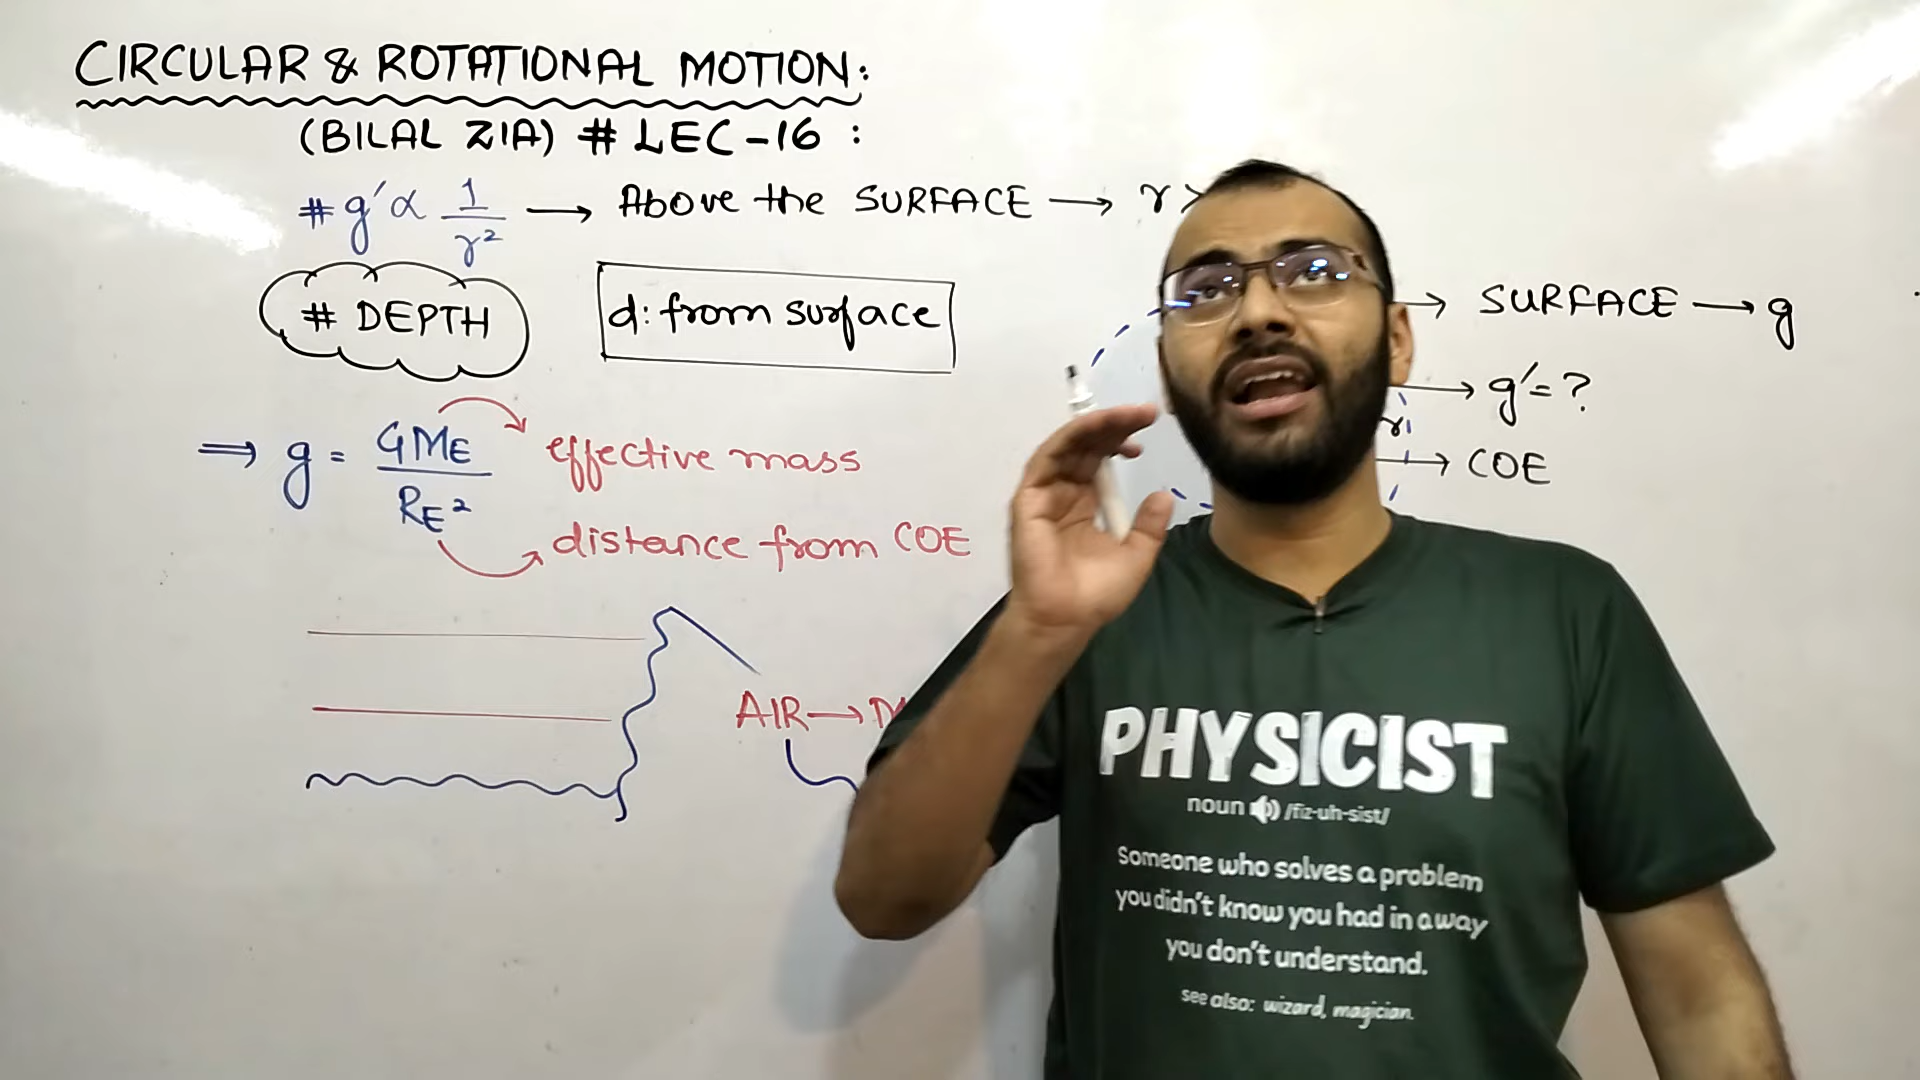 CIRCULAR & ROTATIONAL MOTION:
(BILAL ZIA) # LEC-16 :
# g′ ∝ 1/r² → Above the SURFACE → r >
# DEPTH
d: from surface
→ SURFACE → g
→ g′ = ?
r
→ COE
⇒ g = GME/RE²
effective mass
distance from COE
AIR →
PHYSICIST
noun /fiz-uh-sist/
Someone who solves a problem
you didn't know you had in a way
you don't understand.
see also: wizard, magician.